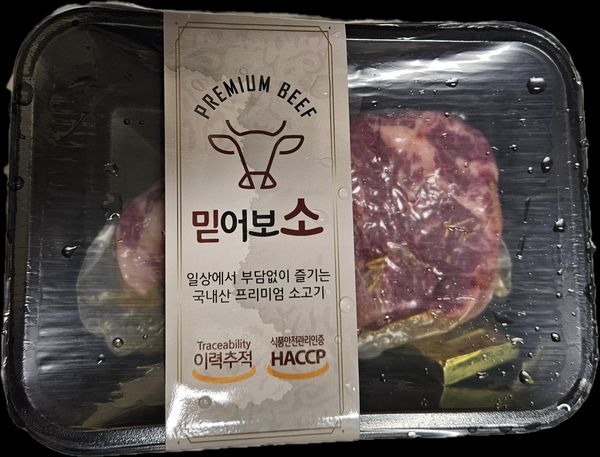 PREMIUM BEEF
믿어보소
일상에서 부담없이 즐기는
국내산 프리미엄 소고기
Traceability
이력추적
식품안전관리인증
HACCP